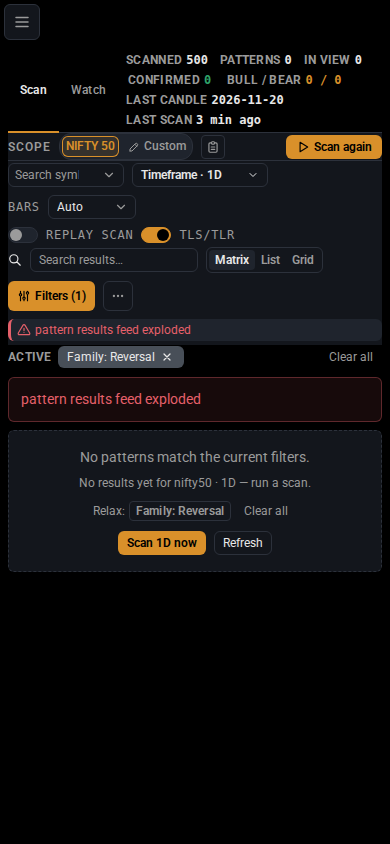 SCANNED 500 PATTERNS 0 IN VIEW 0
Scan Watch CONFIRMED 0 BULL / BEAR 0 / 0
LAST CANDLE 2026-11-20
LAST SCAN 3 min ago
SCOPE NIFTY 50 Custom Scan again
Search symb Timeframe · 1D
BARS Auto
REPLAY SCAN TLS/TLR
Search results… Matrix List Grid
Filters (1) ⋯
pattern results feed exploded
ACTIVE Family: Reversal ✕ Clear all
pattern results feed exploded
No patterns match the current filters.
No results yet for nifty50 · 1D — run a scan.
Relax: Family: Reversal Clear all
Scan 1D now Refresh